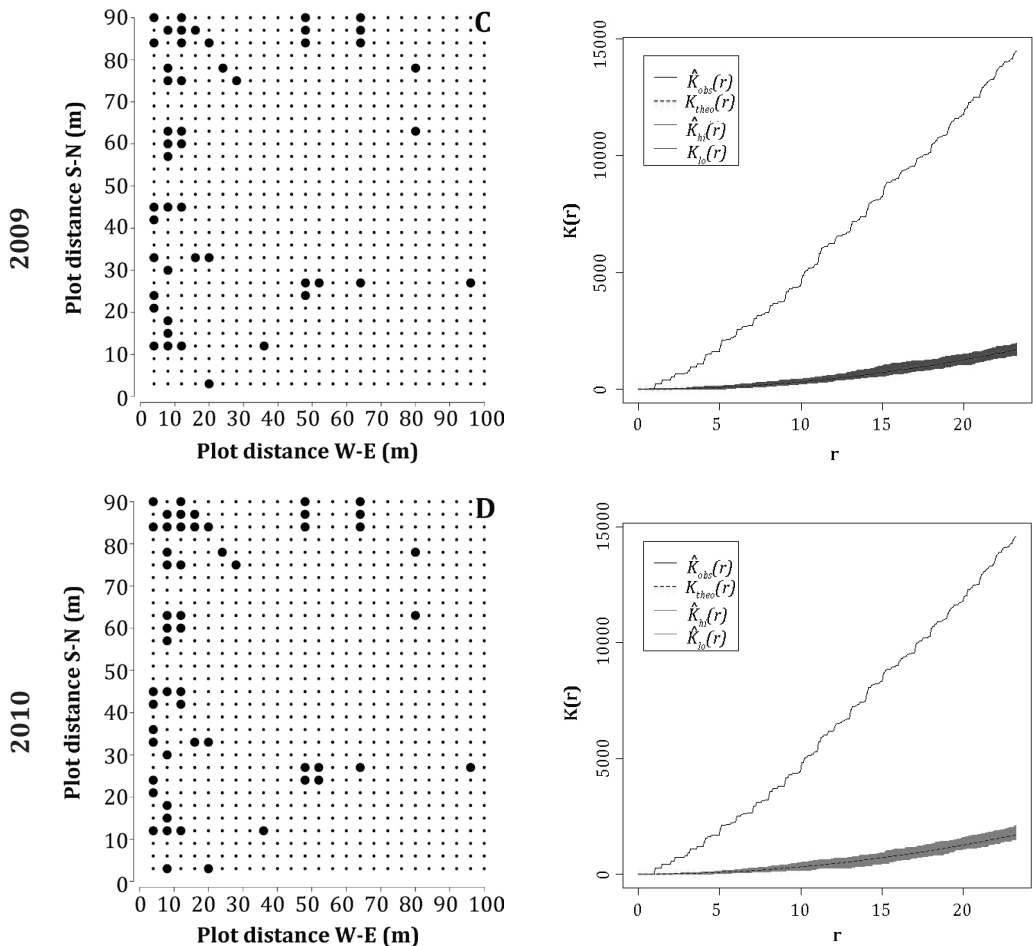 2009
C
Plot distance S-N (m)
90
80
70
60
50
40
30
20
10
0
0 10 20 30 40 50 60 70 80 90 100
Plot distance W-E (m)
K̂obs(r)
Ktheo(r)
K̂hi(r)
Klo(r)
K(r)
15000
10000
5000
0
0 5 10 15 20
r
2010
D
Plot distance S-N (m)
90
80
70
60
50
40
30
20
10
0
0 10 20 30 40 50 60 70 80 90 100
Plot distance W-E (m)
K̂obs(r)
Ktheo(r)
K̂hi(r)
K̂lo(r)
K(r)
15000
10000
5000
0
0 5 10 15 20
r